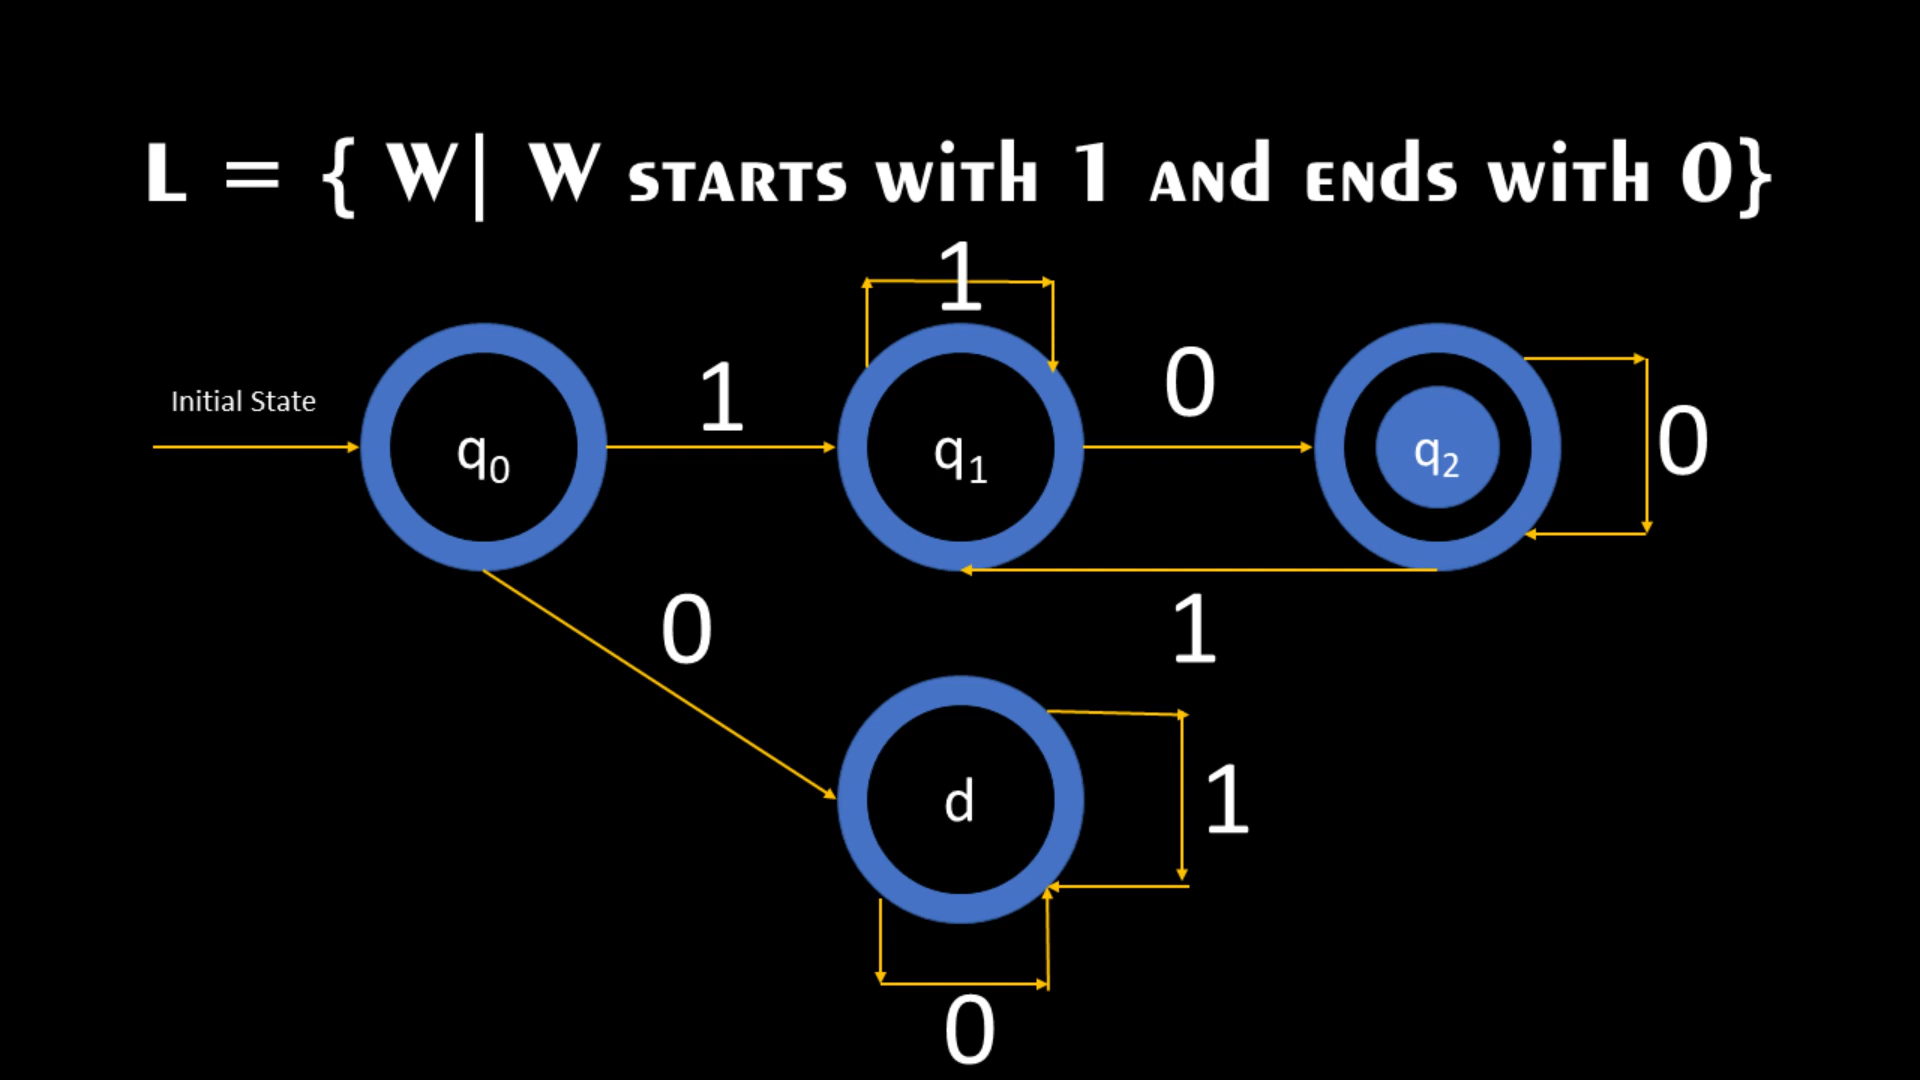 L = { W| W starts with 1 and ends with 0}
1
Initial State
1
0
q0
q1
q2
0
0
1
d
1
0